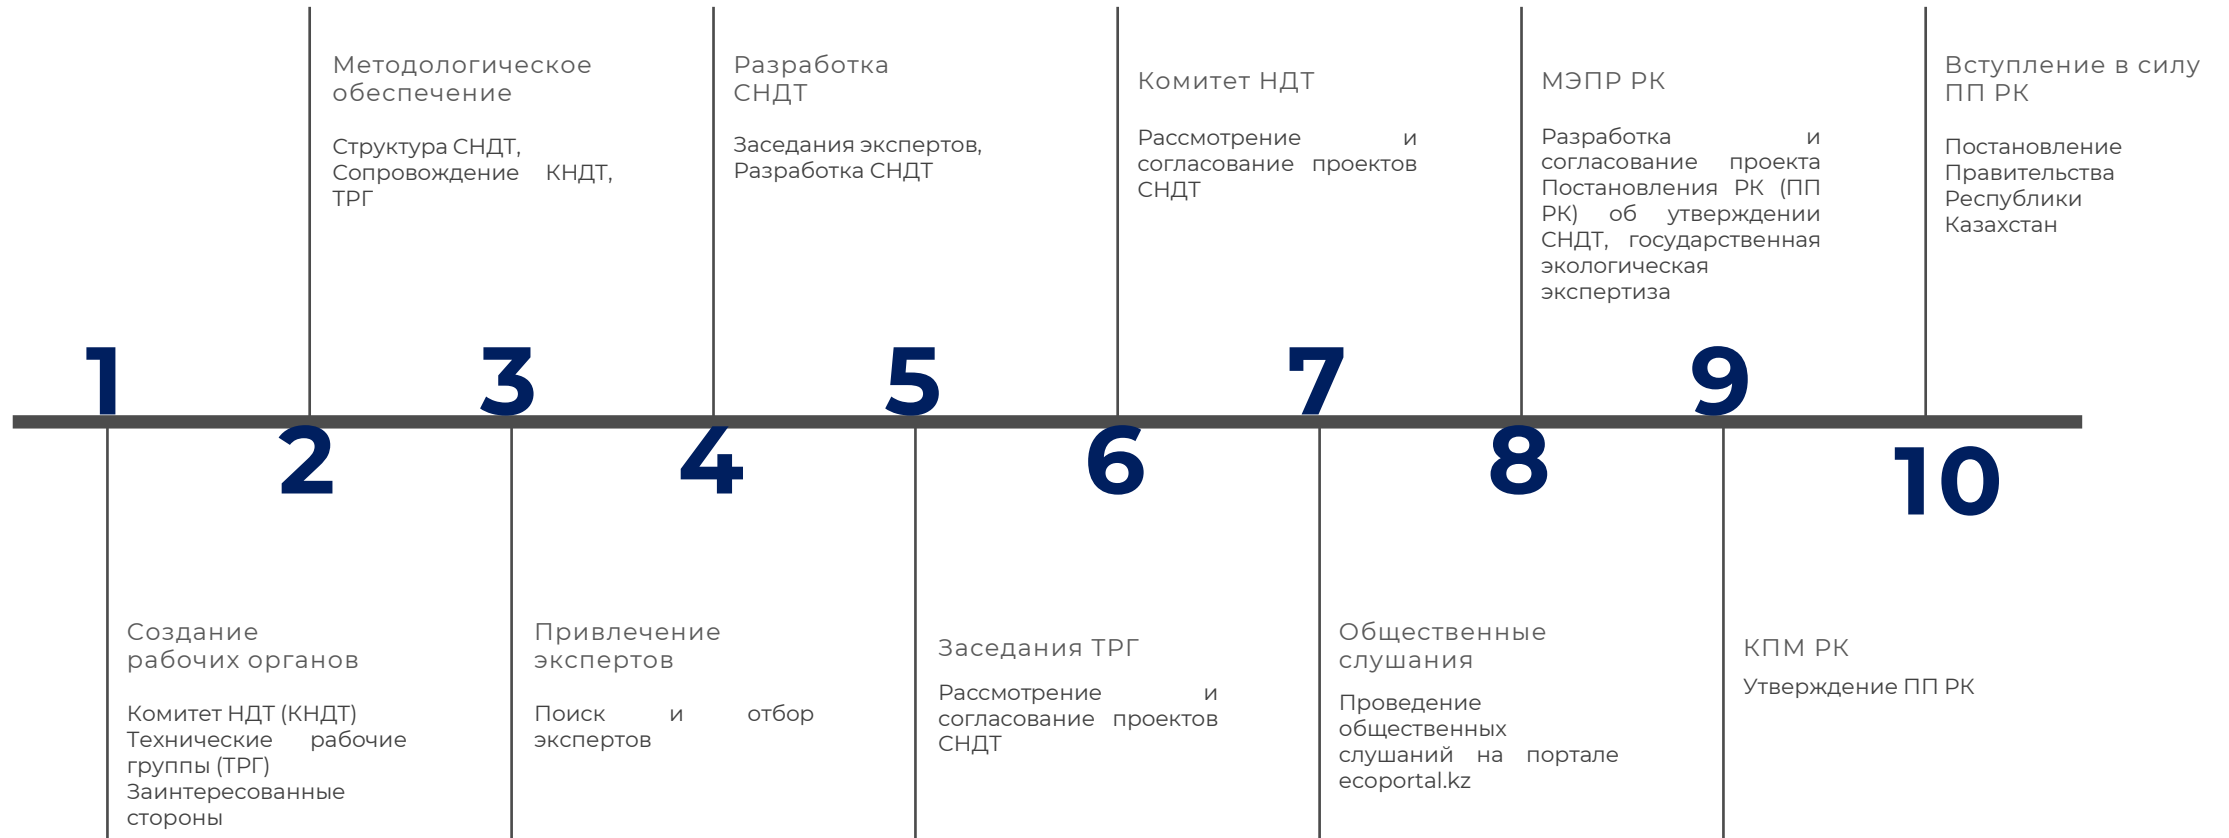 1
Создание
рабочих органов
Комитет НДТ (КНДТ)
Технические рабочие
группы (ТРГ)
Заинтересованные
стороны
2
Методологическое
обеспечение
Структура СНДТ,
Сопровождение КНДТ,
ТРГ
3
Привлечение
экспертов
Поиск и отбор
экспертов
4
Разработка
СНДТ
Заседания экспертов,
Разработка СНДТ
5
Заседания ТРГ
Рассмотрение и
согласование проектов
СНДТ
6
Комитет НДТ
Рассмотрение и
согласование проектов
СНДТ
7
Общественные
слушания
Проведение
общественных
слушаний на портале
ecoportal.kz
8
МЭПР РК
Разработка и
согласование проекта
Постановления РК (ПП
РК) об утверждении
СНДТ, государственная
экологическая
экспертиза
9
КПМ РК
Утверждение ПП РК
10
Вступление в силу
ПП РК
Постановление
Правительства
Республики
Казахстан